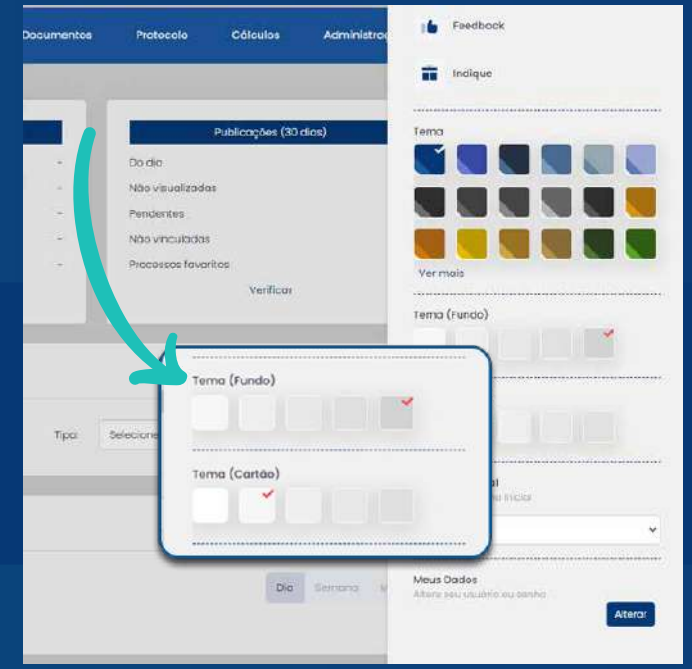 Documentos Protocolo Cálculos Administraç
Feedback
Indique
Publicações (30 dias)
Do dia
Não visualizadas
Pendentes
Não vinculadas
Processos favoritos
Verificar
Tema
Ver mais
Tema (Fundo)
Tema (Fundo)
Tema (Cartão)
Tipo: Selecione
Dia Semana M
al
Inicial
Meus Dados
Altere seu usuário ou senha
Alterar